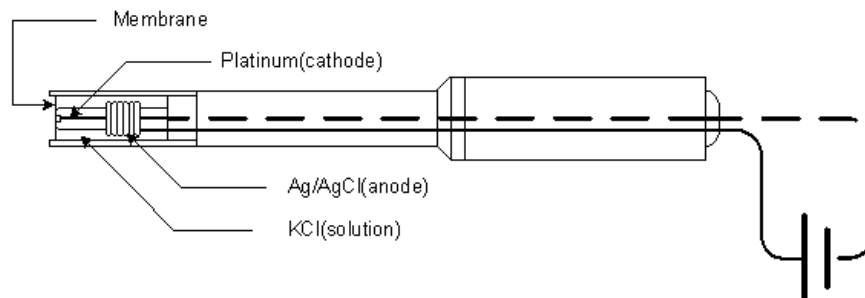 Membrane
Platinum(cathode)
Ag/AgCl(anode)
KCl(solution)